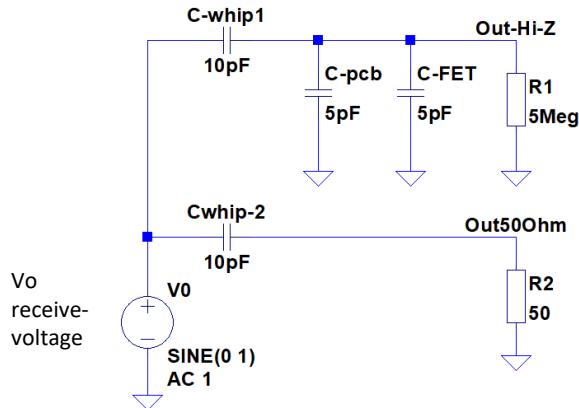 C-whip1
10pF
Out-Hi-Z
C-pcb
5pF
C-FET
5pF
R1
5Meg
Cwhip-2
10pF
Out50Ohm
R2
50
Vo
receive-
voltage
V0
SINE(0 1)
AC 1